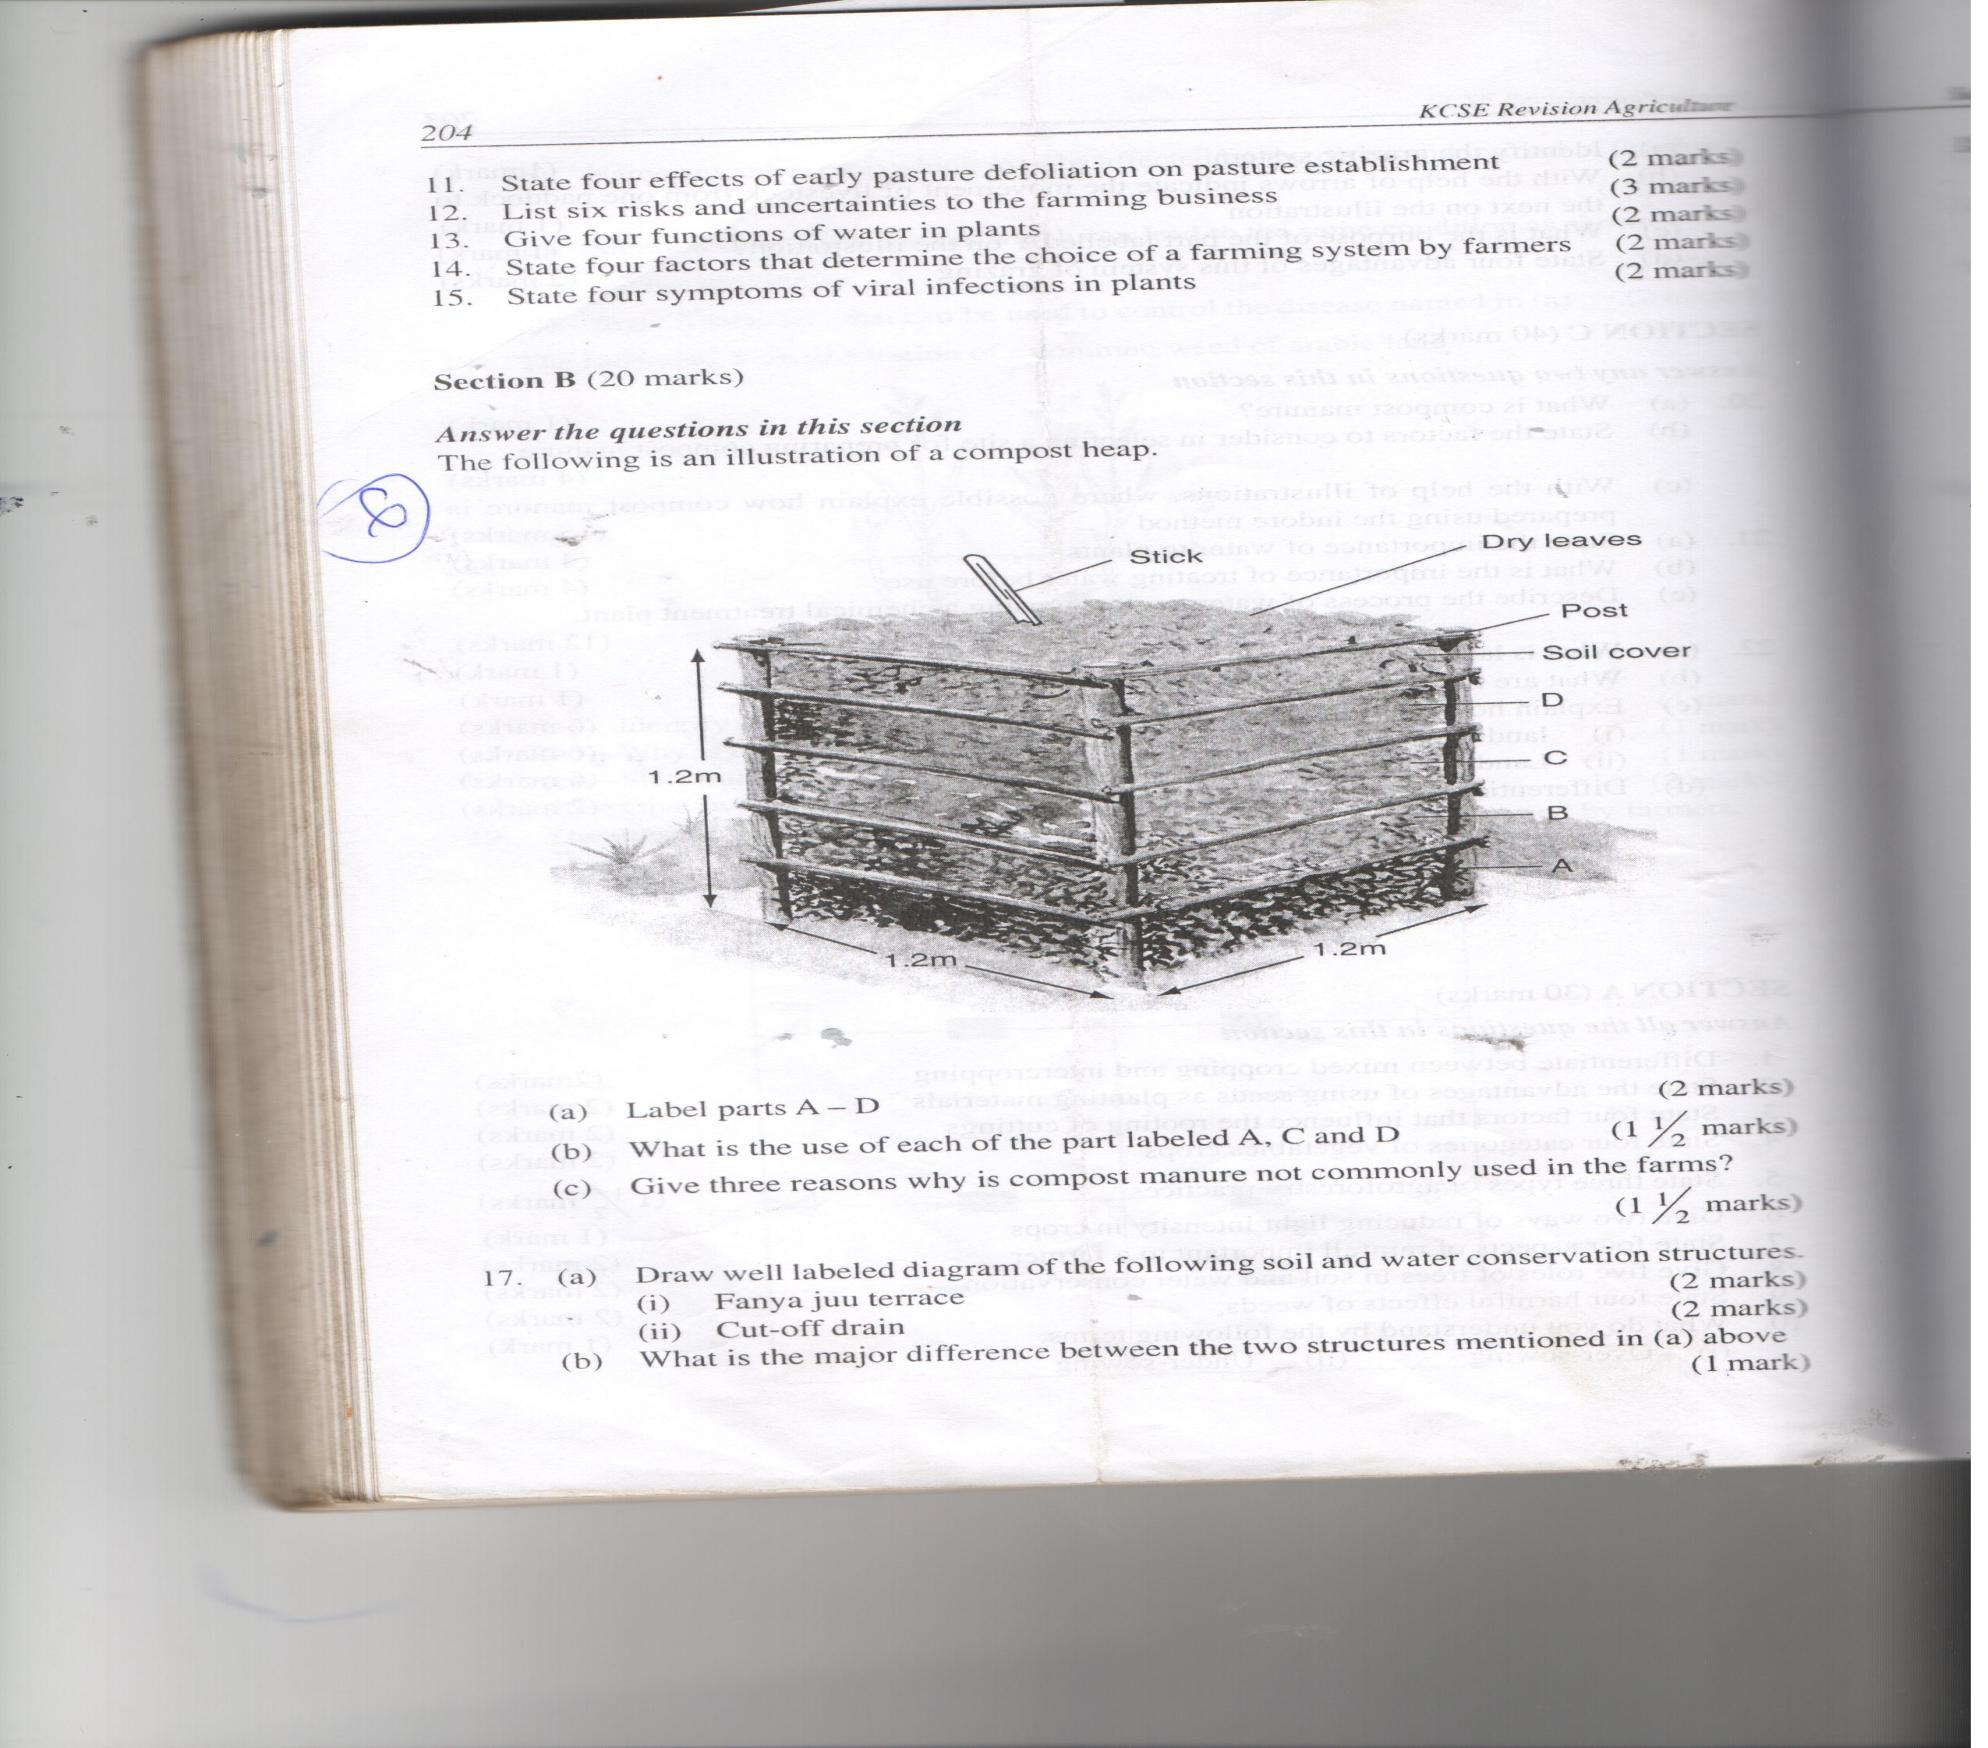 204
KCSE Revision Agriculture
11. State four effects of early pasture defoliation on pasture establishment (2 marks)
12. List six risks and uncertainties to the farming business (3 marks)
13. Give four functions of water in plants (2 marks)
14. State four factors that determine the choice of a farming system by farmers (2 marks)
15. State four symptoms of viral infections in plants (2 marks)
Section B (20 marks)
Answer the questions in this section
The following is an illustration of a compost heap.
Stick
Dry leaves
Post
Soil cover
D
C
B
A
1.2m
1.2m
1.2m
(a) Label parts A – D (2 marks)
(b) What is the use of each of the part labeled A, C and D (1 1/2 marks)
(c) Give three reasons why is compost manure not commonly used in the farms?
(1 1/2 marks)
17. (a) Draw well labeled diagram of the following soil and water conservation structures.
(i) Fanya juu terrace (2 marks)
(ii) Cut-off drain (2 marks)
(b) What is the major difference between the two structures mentioned in (a) above
(1 mark)